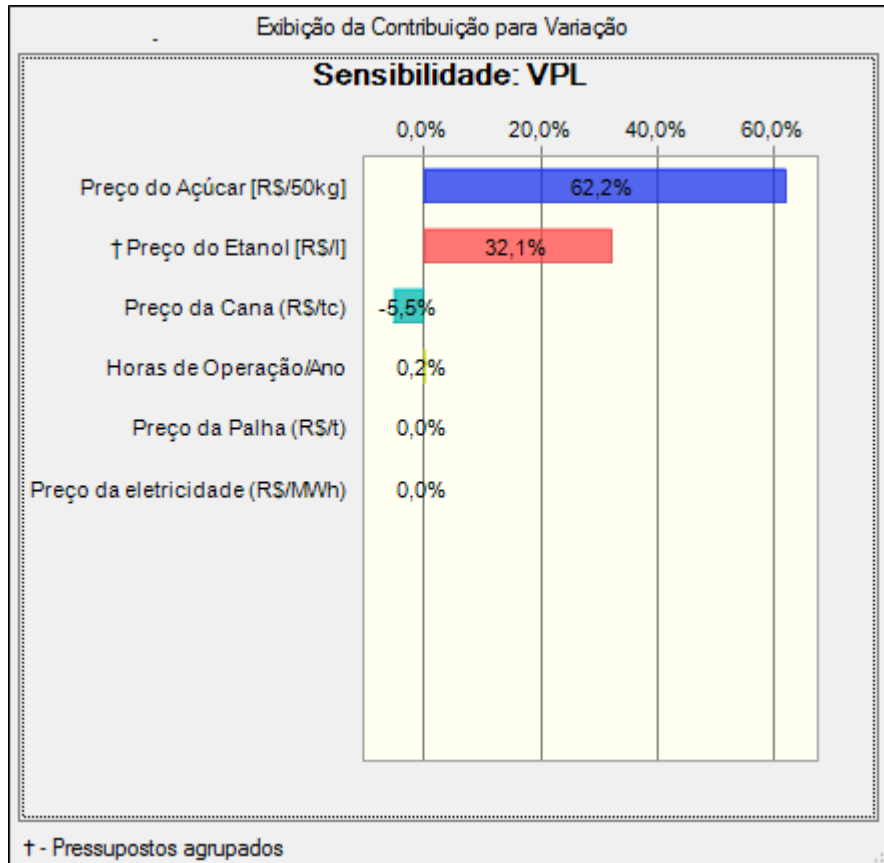 Exibição da Contribuição para Variação
-
Sensibilidade: VPL
0,0% 20,0% 40,0% 60,0%
Preço do Açúcar [R$/50kg] 62,2%
† Preço do Etanol [R$/l] 32,1%
Preço da Cana (R$/tc) -5,5%
Horas de Operação/Ano 0,2%
Preço da Palha (R$/t) 0,0%
Preço da eletricidade (R$/MWh) 0,0%
† - Pressupostos agrupados